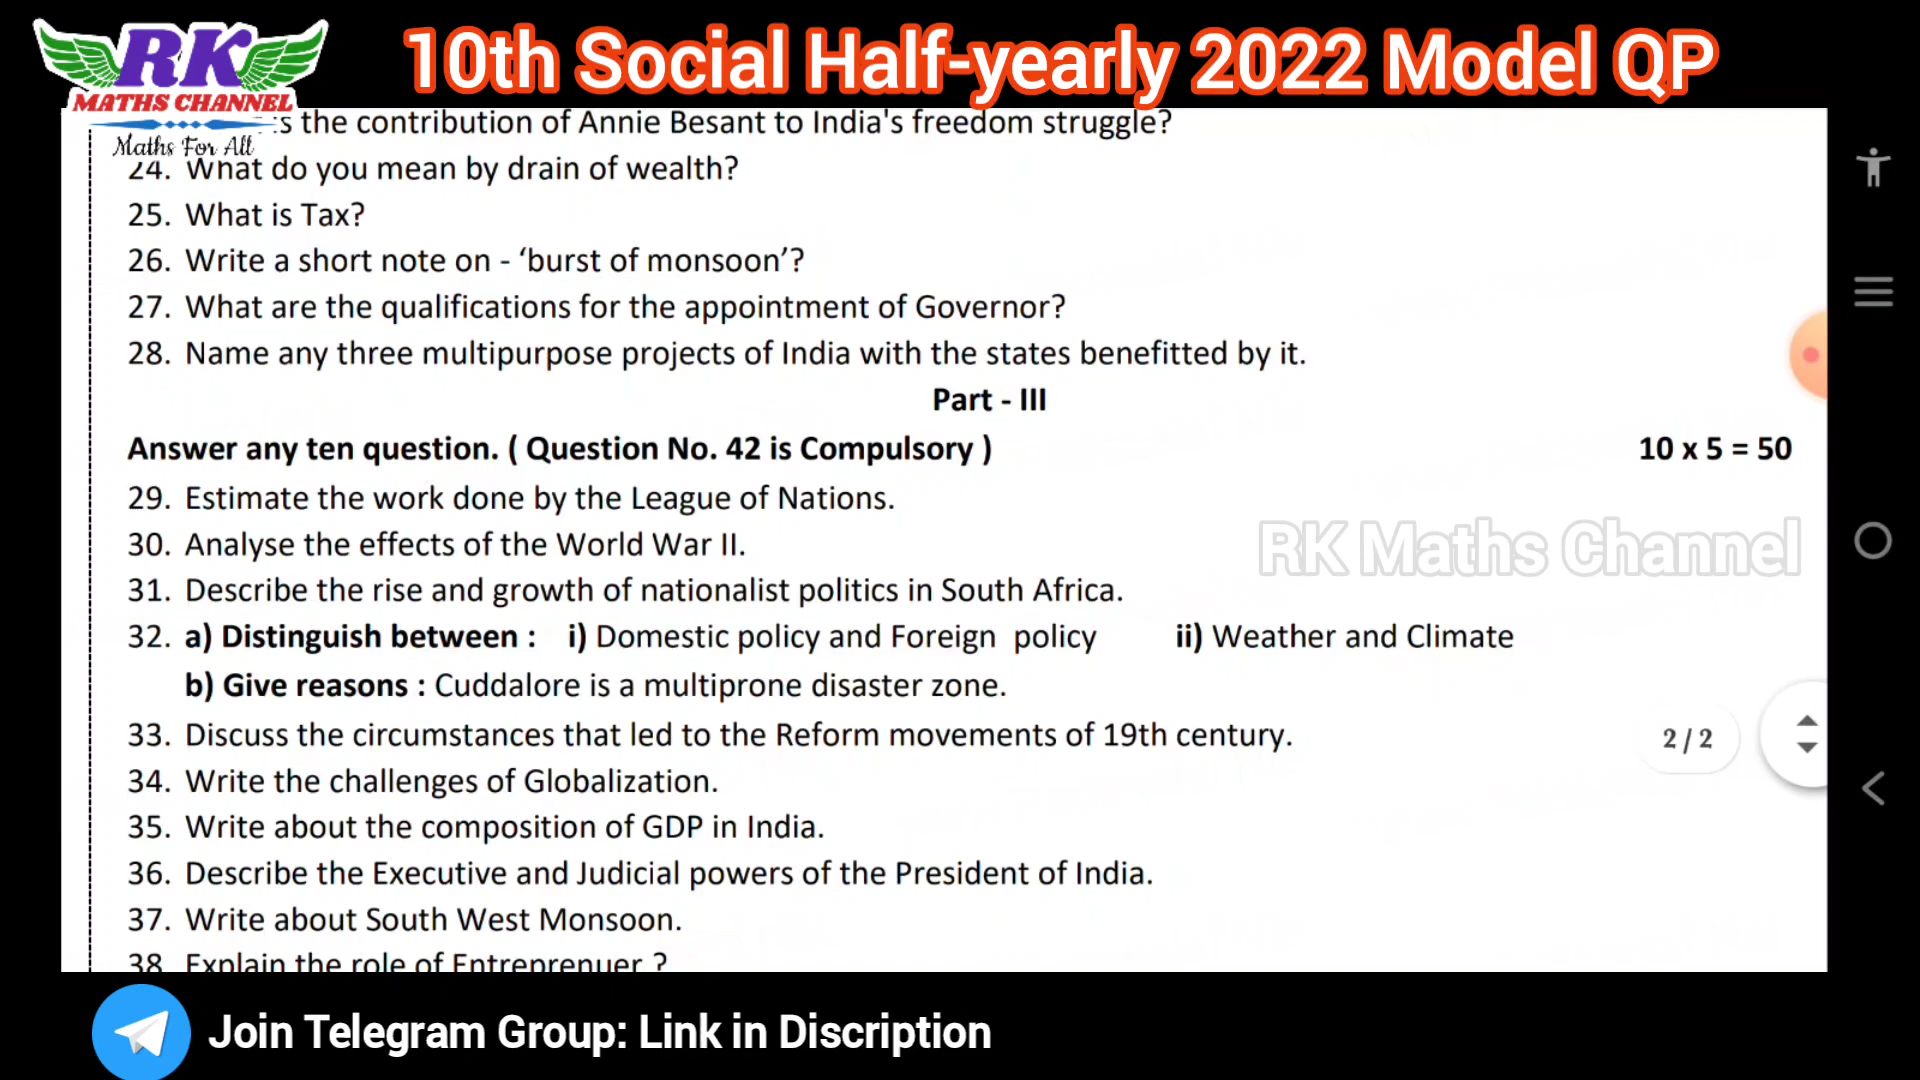 RK
MATHS CHANNEL
Maths For All
10th Social Half-yearly 2022 Model QP
s the contribution of Annie Besant to India's freedom struggle?
24. What do you mean by drain of wealth?
25. What is Tax?
26. Write a short note on - ‘burst of monsoon’?
27. What are the qualifications for the appointment of Governor?
28. Name any three multipurpose projects of India with the states benefitted by it.
Part - III
Answer any ten question. ( Question No. 42 is Compulsory ) 10 x 5 = 50
29. Estimate the work done by the League of Nations.
30. Analyse the effects of the World War II.
RK Maths Channel
31. Describe the rise and growth of nationalist politics in South Africa.
32. a) Distinguish between : i) Domestic policy and Foreign policy ii) Weather and Climate
b) Give reasons : Cuddalore is a multiprone disaster zone.
33. Discuss the circumstances that led to the Reform movements of 19th century.
2 / 2
34. Write the challenges of Globalization.
35. Write about the composition of GDP in India.
36. Describe the Executive and Judicial powers of the President of India.
37. Write about South West Monsoon.
38. Explain the role of Entreprenuer ?
Join Telegram Group: Link in Discription